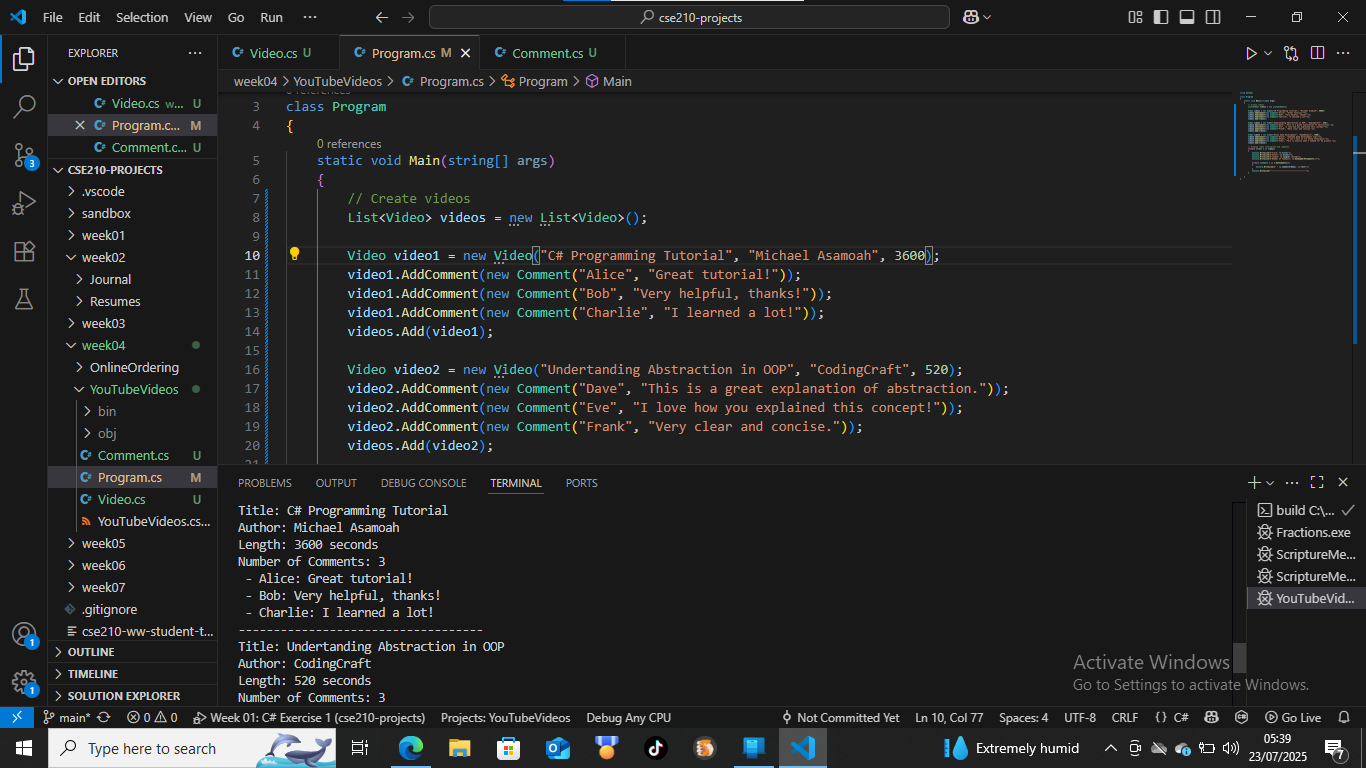 File Edit Selection View Go Run ··· cse210-projects
EXPLORER ···
OPEN EDITORS
Video.cs w... U
Program.c... M
Comment.c... U
CSE210-PROJECTS
.vscode
sandbox
week01
week02
Journal
Resumes
week03
week04
OnlineOrdering
YouTubeVideos
bin
obj
Comment.cs U
Program.cs M
Video.cs U
YouTubeVideos.cs...
week05
week06
week07
.gitignore
cse210-ww-student-t...
OUTLINE
TIMELINE
SOLUTION EXPLORER
3
1
1
Video.cs U Program.cs M Comment.cs U
week04 > YouTubeVideos > Program.cs > Program > Main
3 class Program
4 {
0 references
5 static void Main(string[] args)
6 {
7 // Create videos
8 List<Video> videos = new List<Video>();
9
10 Video video1 = new Video("C# Programming Tutorial", "Michael Asamoah", 3600);
11 video1.AddComment(new Comment("Alice", "Great tutorial!"));
12 video1.AddComment(new Comment("Bob", "Very helpful, thanks!"));
13 video1.AddComment(new Comment("Charlie", "I learned a lot!"));
14 videos.Add(video1);
15
16 Video video2 = new Video("Undertanding Abstraction in OOP", "CodingCraft", 520);
17 video2.AddComment(new Comment("Dave", "This is a great explanation of abstraction."));
18 video2.AddComment(new Comment("Eve", "I love how you explained this concept!"));
19 video2.AddComment(new Comment("Frank", "Very clear and concise."));
20 videos.Add(video2);
PROBLEMS OUTPUT DEBUG CONSOLE TERMINAL PORTS
Title: C# Programming Tutorial
Author: Michael Asamoah
Length: 3600 seconds
Number of Comments: 3
- Alice: Great tutorial!
- Bob: Very helpful, thanks!
- Charlie: I learned a lot!
-----------------------------------
Title: Undertanding Abstraction in OOP
Author: CodingCraft
Length: 520 seconds
Number of Comments: 3
build C:\...
Fractions.exe
ScriptureMe...
ScriptureMe...
YouTubeVid...
Activate Windows
Go to Settings to activate Windows.
main* 0 0 Week 01: C# Exercise 1 (cse210-projects) Projects: YouTubeVideos Debug Any CPU Not Committed Yet Ln 10, Col 77 Spaces: 4 UTF-8 CRLF {} C# Go Live
Type here to search Extremely humid 05:39
23/07/2025
7